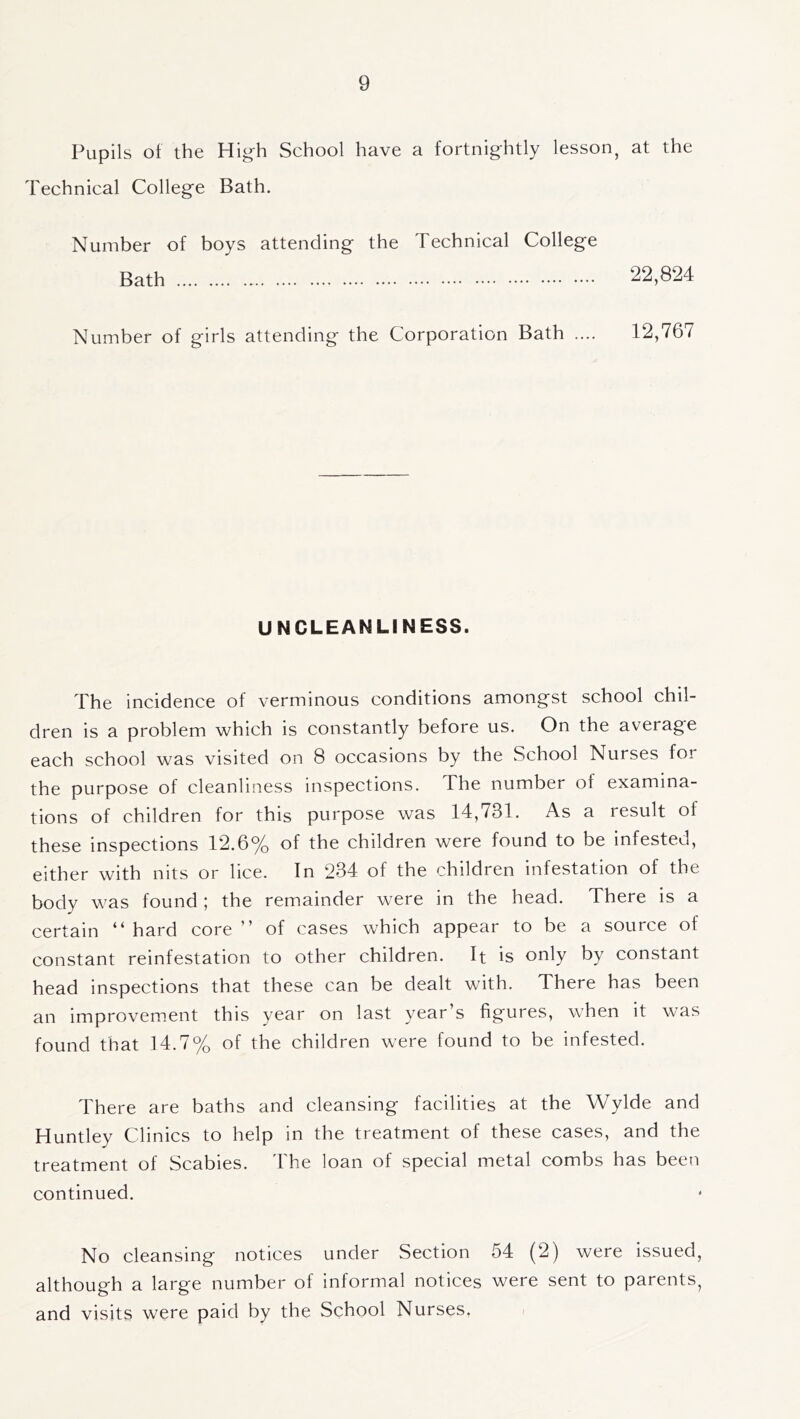 9
Pupils of the High School have a fortnightly lesson, at the
Technical College Bath.
Number of boys attending the Technical College
Bath .... .... .... .... .... .... .... .... .... .... .... .... .... 22,824
Number of girls attending the Corporation Bath .... 12,767
UNCLEANLINESS.
The incidence of verminous conditions amongst school chil-
dren is a problem which is constantly before us. On the average
each school was visited on 8 occasions by the School Nurses for
the purpose of cleanliness inspections. The number of examina-
tions of children for this purpose was 14,731. As a result of
these inspections 12.6% of the children were found to be infested,
either with nits or lice. In 234 of the children infestation of the
body was found; the remainder were in the head. There is a
certain “ hard core ” of cases which appear to be a source of
constant reinfestation to other children. It is only by constant
head inspections that these can be dealt with. There has been
an improvement this year on last year’s figures, when it was
found that 14.7% of the children were found to be infested.
There are baths and cleansing facilities at the Wylde and
Huntley Clinics to help in the treatment of these cases, and the
treatment of Scabies. The loan of special metal combs has been
continued.
No cleansing notices under Section 54 (2) were issued,
although a large number of informal notices were sent to parents,
and visits were paid by the School Nurses.